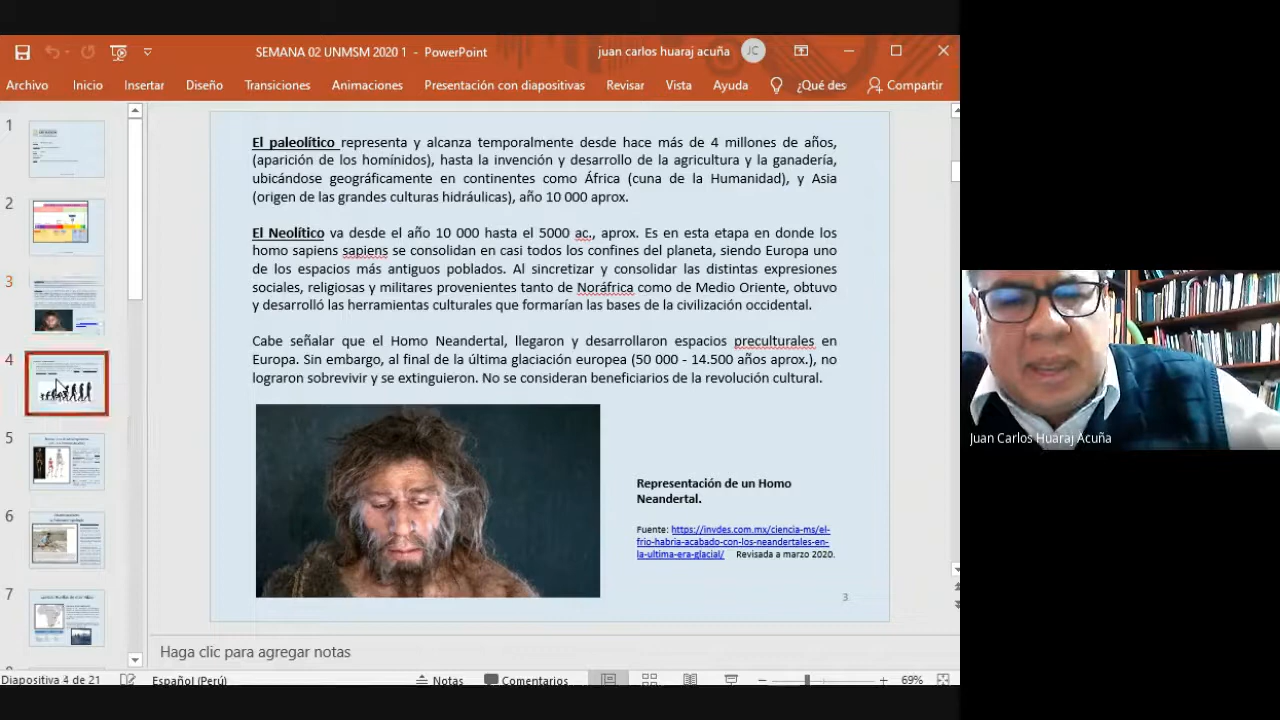 SEMANA 02 UNMSM 2020 1 - PowerPoint
juan carlos huaraj acuña
JC
Archivo
Inicio
Insertar
Diseño
Transiciones
Animaciones
Presentación con diapositivas
Revisar
Vista
Ayuda
¿Qué des
Compartir
1
2
3
4
5
6
7
El paleolítico representa y alcanza temporalmente desde hace más de 4 millones de años,
(aparición de los homínidos), hasta la invención y desarrollo de la agricultura y la ganadería,
ubicándose geográficamente en continentes como África (cuna de la Humanidad), y Asia
(origen de las grandes culturas hidráulicas), año 10 000 aprox.
El Neolítico va desde el año 10 000 hasta el 5000 ac., aprox. Es en esta etapa en donde los
homo sapiens sapiens se consolidan en casi todos los confines del planeta, siendo Europa uno
de los espacios más antiguos poblados. Al sincretizar y consolidar las distintas expresiones
sociales, religiosas y militares provenientes tanto de Noráfrica como de Medio Oriente, obtuvo
y desarrolló las herramientas culturales que formarían las bases de la civilización occidental.
Cabe señalar que el Homo Neandertal, llegaron y desarrollaron espacios preculturales en
Europa. Sin embargo, al final de la última glaciación europea (50 000 - 14.500 años aprox.), no
lograron sobrevivir y se extinguieron. No se consideran beneficiarios de la revolución cultural.
Representación de un Homo
Neandertal.
Fuente: https://invdes.com.mx/ciencia-ms/el-
frio-habria-acabado-con-los-neandertales-en-
la-ultima-era-glacial/ Revisada a marzo 2020.
3
Haga clic para agregar notas
Diapositiva 4 de 21
Español (Perú)
Notas
Comentarios
69%
Juan Carlos Huaraj Acuña